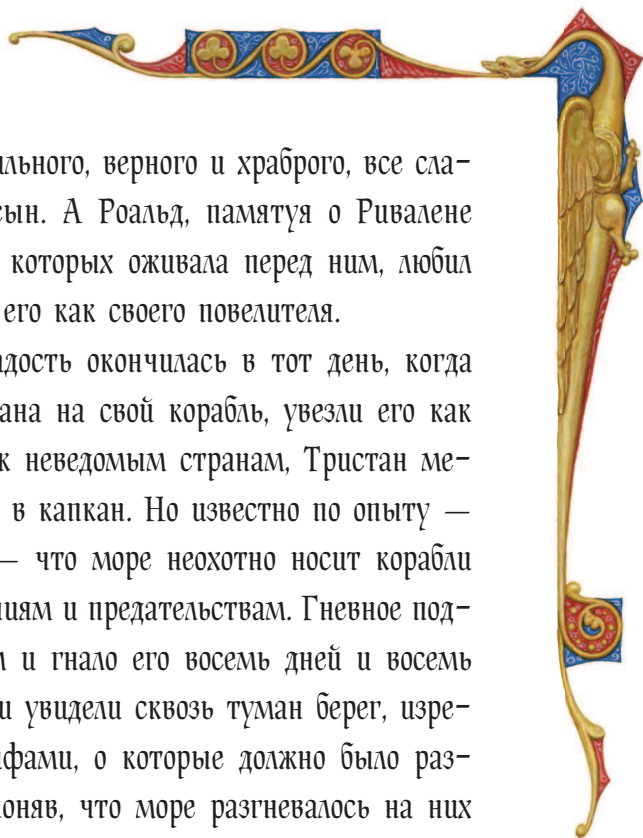 ильного, верного и храброго, все сла-
сын. А Роальд, памятуя о Ривалене
которых оживала перед ним, любил
его как своего повелителя.
адость окончилась в тот день, когда
ана на свой корабль, увезли его как
к неведомым странам, Тристан ме-
в капкан. Но известно по опыту —
— что море неохотно носит корабли
ниям и предательствам. Гневное под-
и гнало его восемь дней и восемь
и увидели сквозь туман берег, изре-
ифами, о которые должно было раз-
оняв, что море разгневалось на них